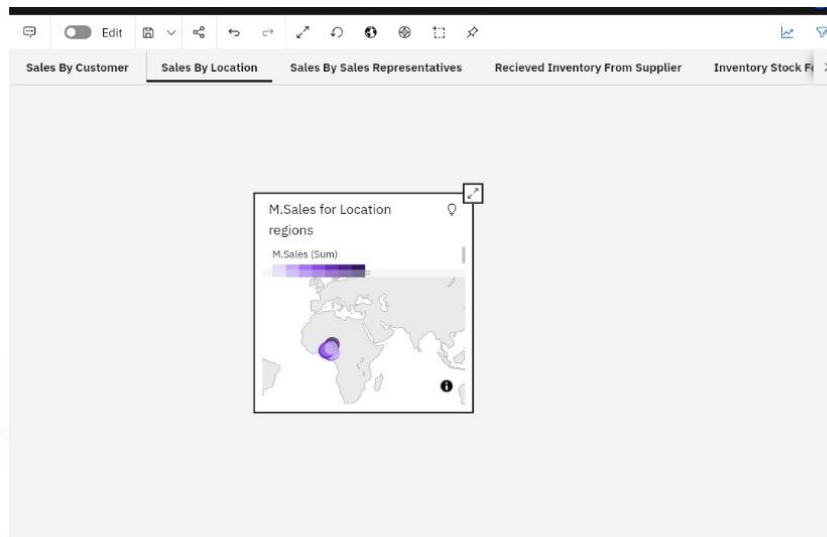 Edit
Sales By Customer
Sales By Location
Sales By Sales Representatives
Recieved Inventory From Supplier
Inventory Stock
M.Sales for Location
regions
M.Sales (Sum)